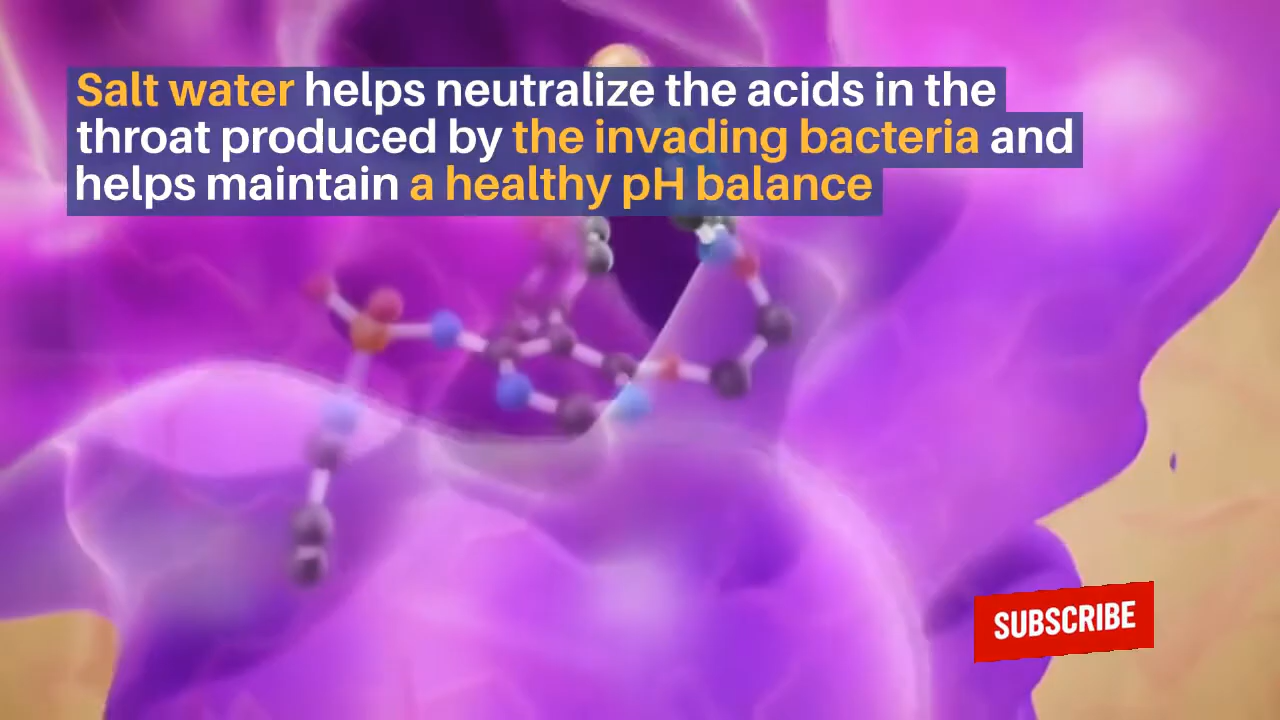 Salt water helps neutralize the acids in the
throat produced by the invading bacteria and
helps maintain a healthy pH balance
SUBSCRIBE